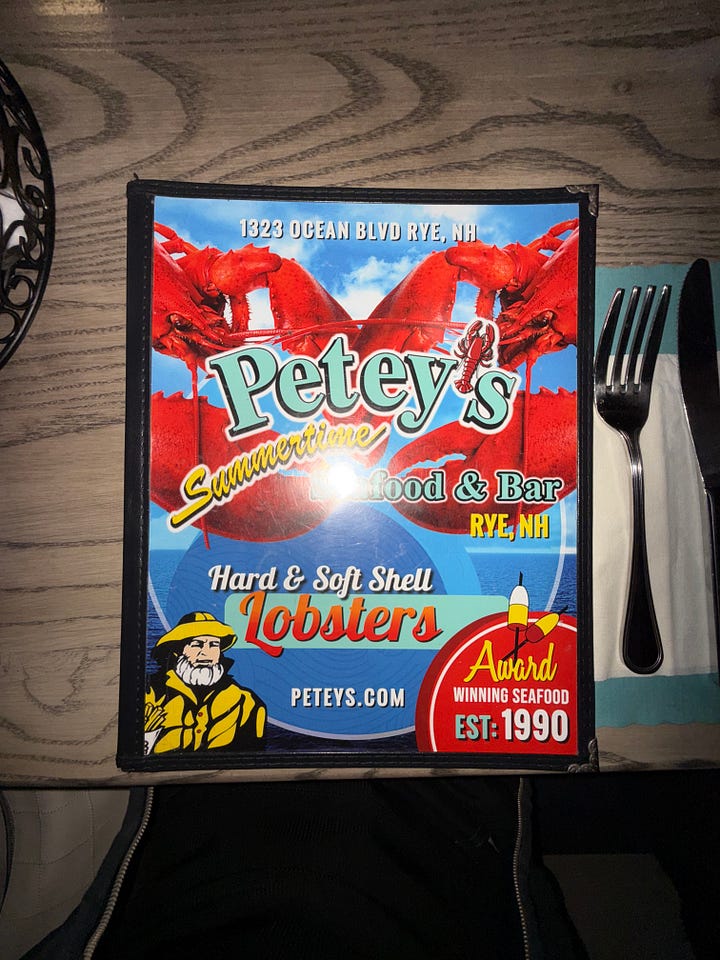 1323 OCEAN BLVD RYE, NH
Petey's
Summertime
Seafood & Bar
RYE, NH
Hard & Soft Shell
Lobsters
PETEYS.COM
Award
WINNING SEAFOOD
EST: 1990